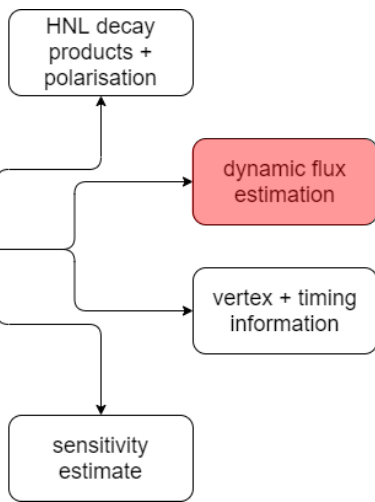 HNL decay
products +
polarisation
dynamic flux
estimation
vertex + timing
information
sensitivity
estimate